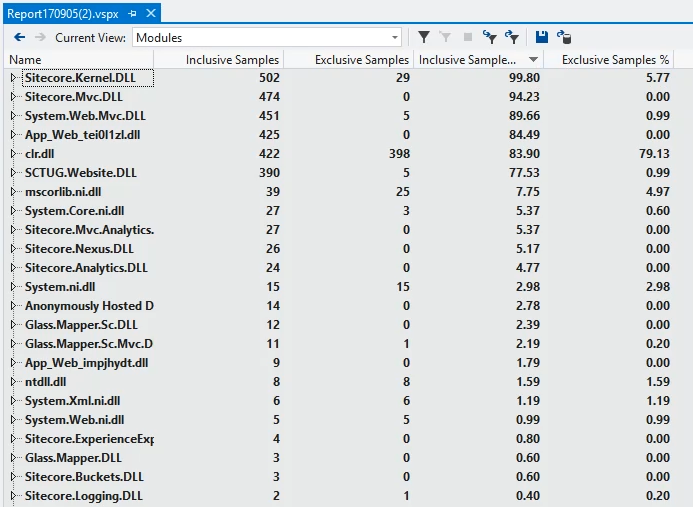 Report170905(2).vspx
Current View: Modules
Name Inclusive Samples Exclusive Samples Inclusive Sample... Exclusive Samples %
Sitecore.Kernel.DLL 502 29 99.80 5.77
Sitecore.Mvc.DLL 474 0 94.23 0.00
System.Web.Mvc.DLL 451 5 89.66 0.99
App_Web_tei0l1zl.dll 425 0 84.49 0.00
clr.dll 422 398 83.90 79.13
SCTUG.Website.DLL 390 5 77.53 0.99
mscorlib.ni.dll 39 25 7.75 4.97
System.Core.ni.dll 27 3 5.37 0.60
Sitecore.Mvc.Analytics. 27 0 5.37 0.00
Sitecore.Nexus.DLL 26 0 5.17 0.00
Sitecore.Analytics.DLL 24 0 4.77 0.00
System.ni.dll 15 15 2.98 2.98
Anonymously Hosted D 14 0 2.78 0.00
Glass.Mapper.Sc.DLL 12 0 2.39 0.00
Glass.Mapper.Sc.Mvc.D 11 1 2.19 0.20
App_Web_impjhydt.dll 9 0 1.79 0.00
ntdll.dll 8 8 1.59 1.59
System.Xml.ni.dll 6 6 1.19 1.19
System.Web.ni.dll 5 5 0.99 0.99
Sitecore.ExperienceExp 4 0 0.80 0.00
Glass.Mapper.DLL 3 0 0.60 0.00
Sitecore.Buckets.DLL 3 0 0.60 0.00
Sitecore.Logging.DLL 2 1 0.40 0.20